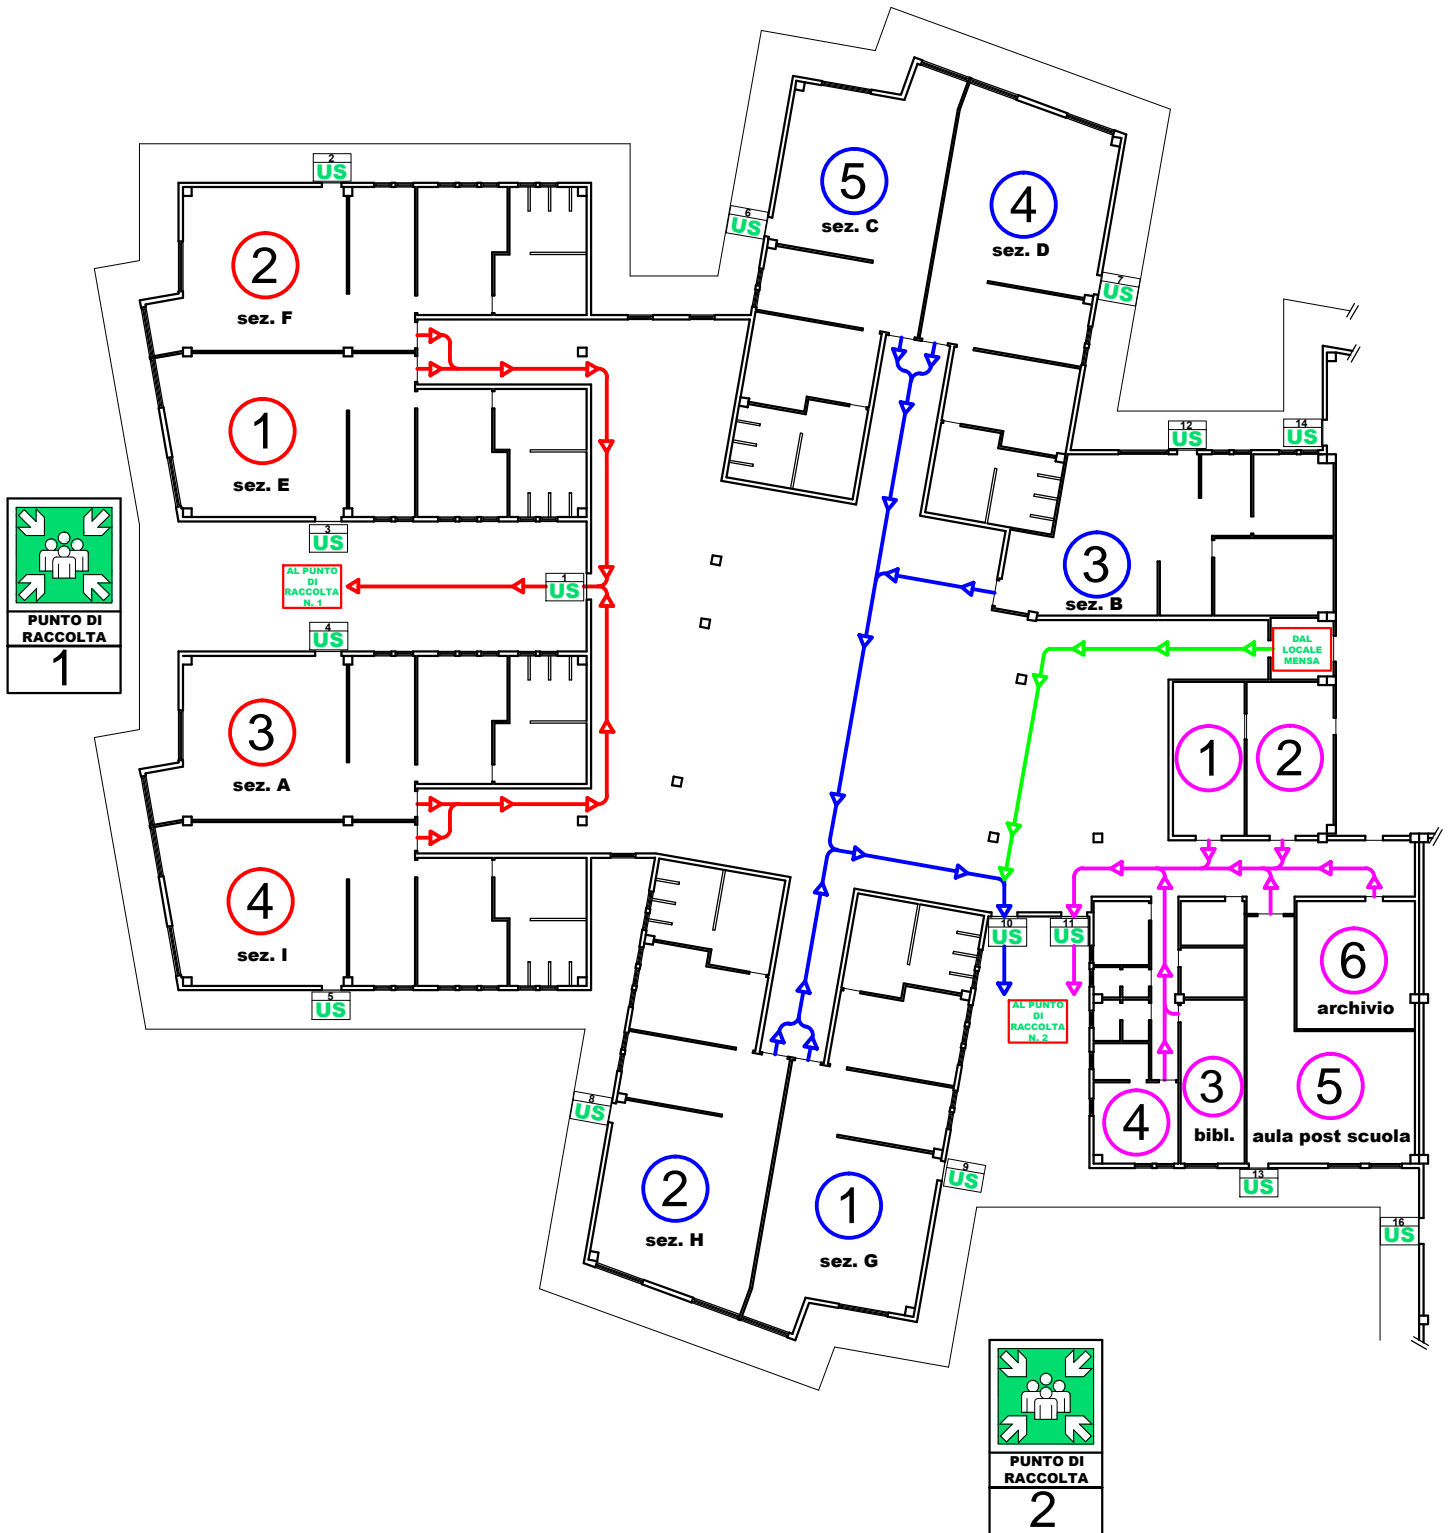 5
sez. C
4
sez. D
2
US
6
US
7
US
2
sez. F
1
sez. E
3
US
12
US
14
US
3
sez. B
PUNTO DI
RACCOLTA
1
AL PUNTO
DI
RACCOLTA
N. 1
1
US
4
US
DAL
LOCALE
MENSA
3
sez. A
1
2
4
sez. I
5
US
10
US
11
US
AL PUNTO
DI
RACCOLTA
N. 2
6
archivio
3
bibl.
4
5
aula post scuola
8
US
2
sez. H
1
sez. G
9
US
13
US
16
US
PUNTO DI
RACCOLTA
2